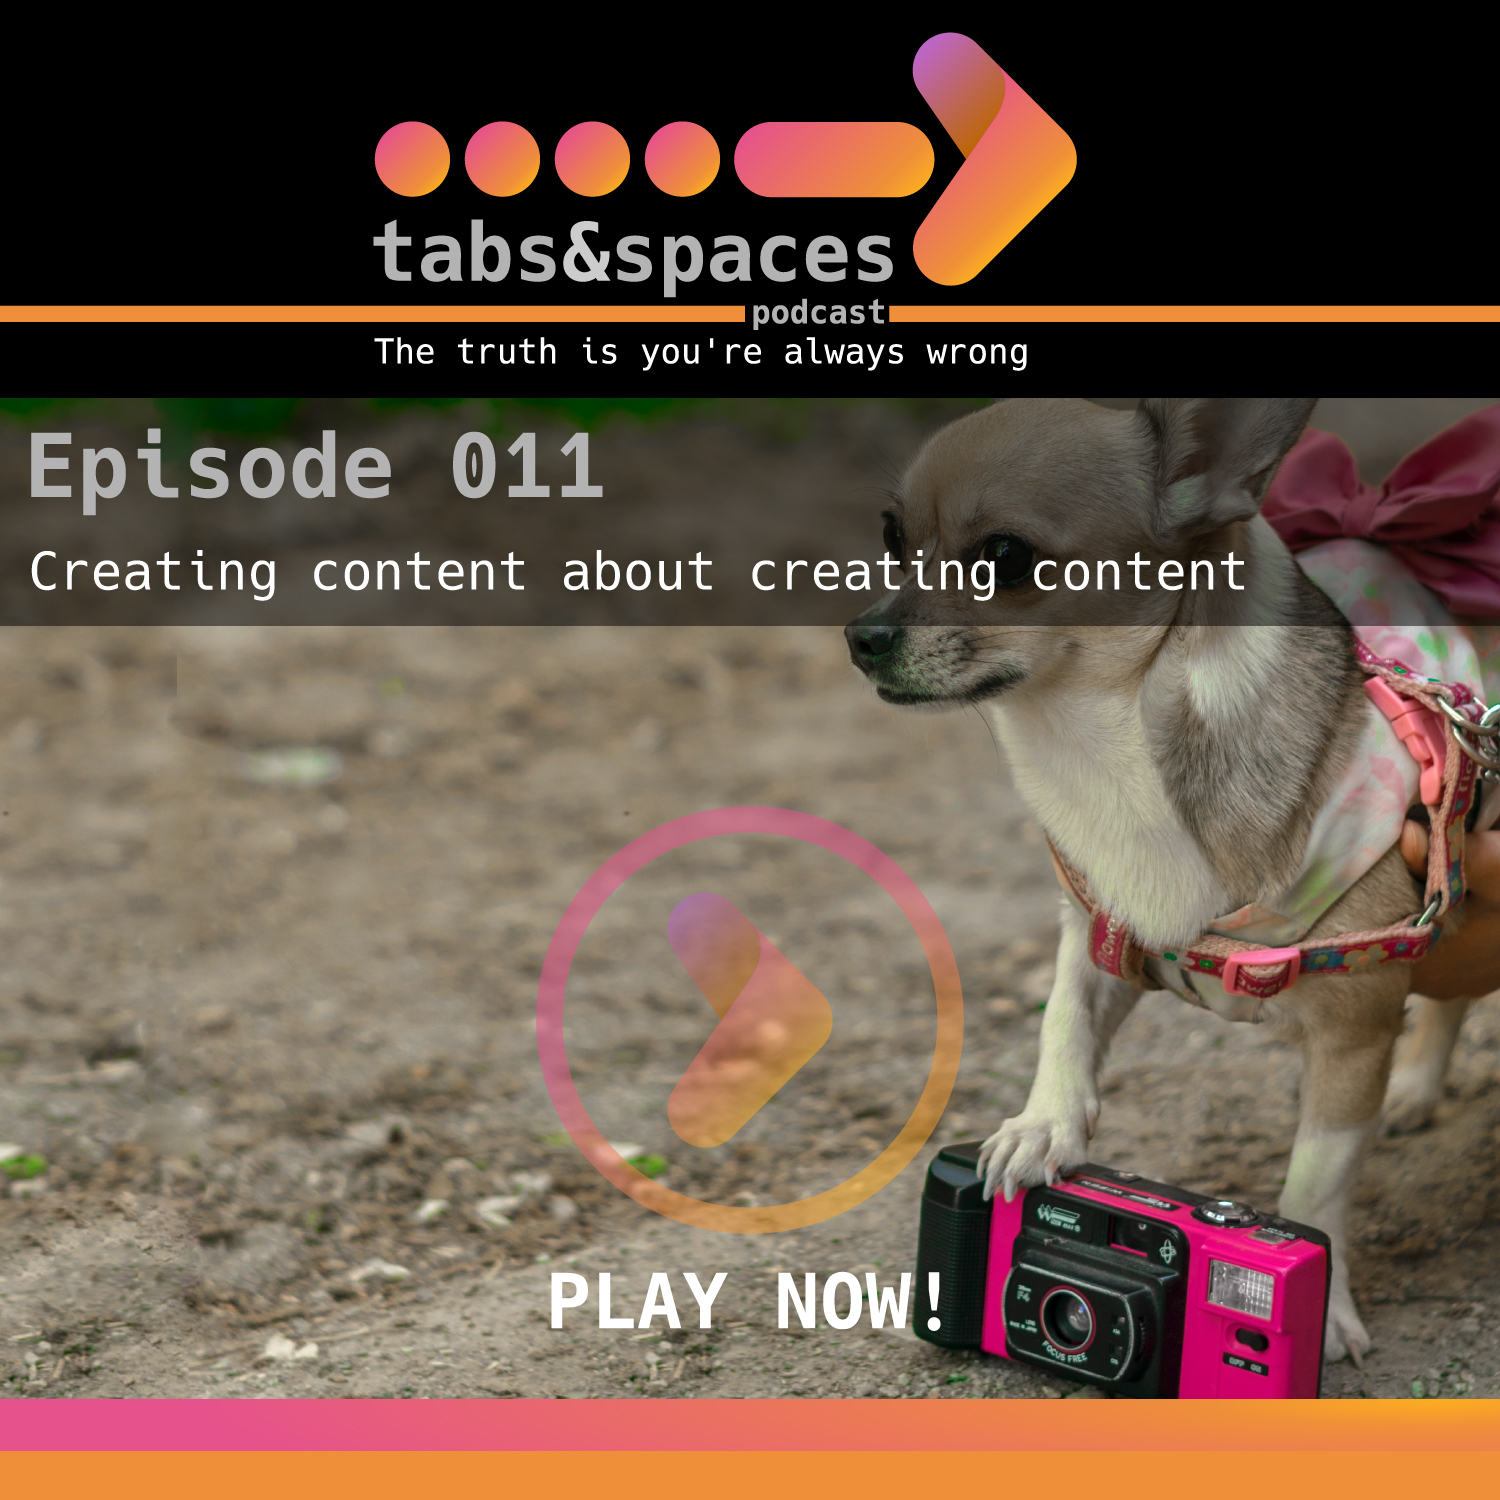 tabs&spaces
podcast
The truth is you're always wrong
Episode 011
Creating content about creating content
PLAY NOW!
F4
FOCUS FREE